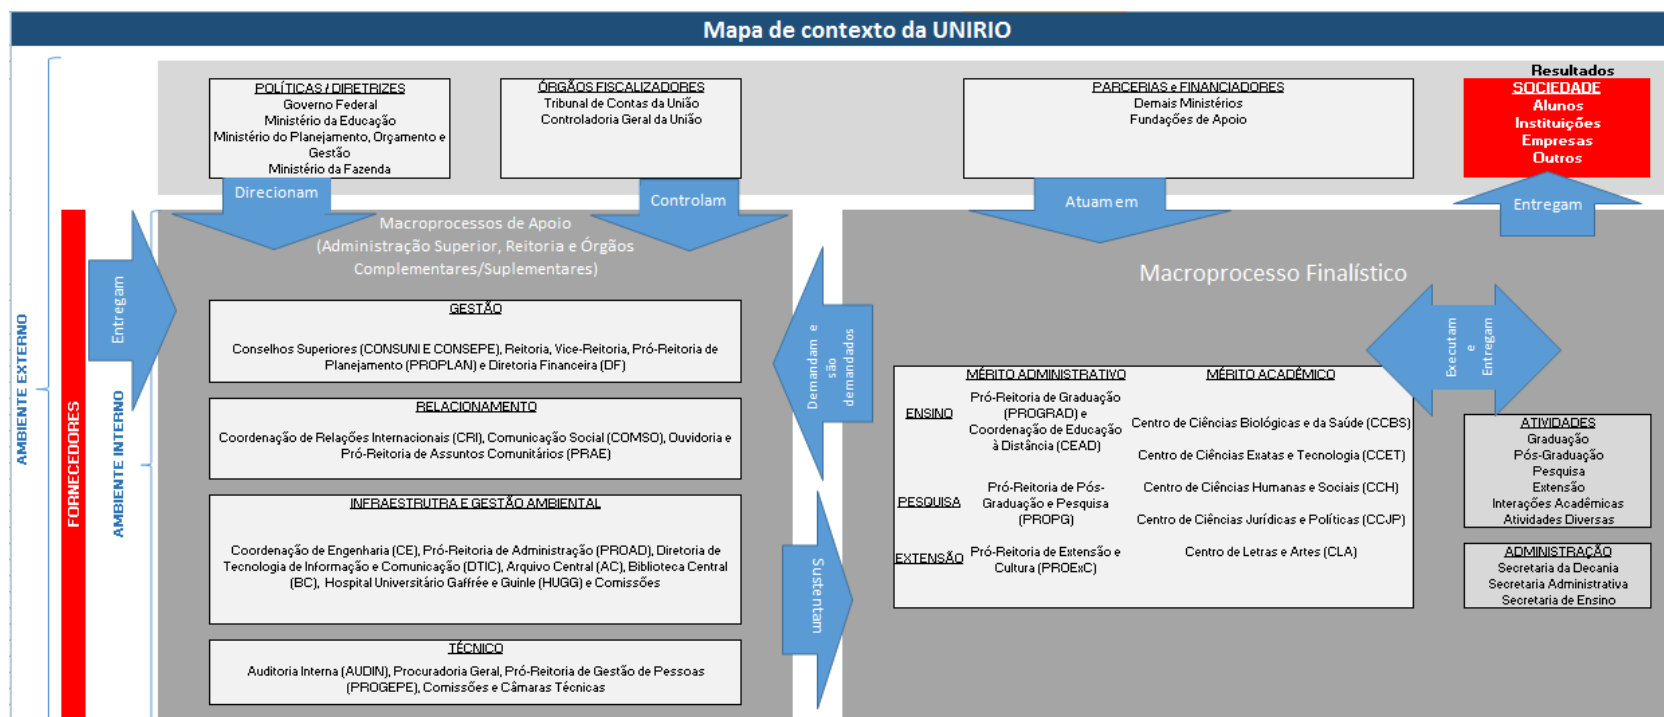 Mapa de contexto da UNIRIO
POLÍTICAS / DIRETRIZES
Governo Federal
Ministério da Educação
Ministério do Planejamento, Orçamento e
Gestão
Ministério da Fazenda
ÓRGÃOS FISCALIZADORES
Tribunal de Contas da União
Controladoria Geral da União
PARCERIAS e FINANCIADORES
Demais Ministérios
Fundações de Apoio
Resultados
SOCIEDADE
Alunos
Instituições
Empresas
Outros
Direcionam
Controlam
Atuam em
Entregam
AMBIENTE EXTERNO
FORNECEDORES
Entregam
AMBIENTE INTERNO
Macroprocessos de Apoio
(Administração Superior, Reitoria e Órgãos
Complementares/Suplementares)
GESTÃO
Conselhos Superiores (CONSUNI E CONSEPE), Reitoria, Vice-Reitoria, Pró-Reitoria de
Planejamento (PROPLAN) e Diretoria Financeira (DF)
RELACIONAMENTO
Coordenação de Relações Internacionais (CRI), Comunicação Social (COMSO), Ouvidoria e
Pró-Reitoria de Assuntos Comunitários (PRAE)
INFRAESTRUTRA E GESTÃO AMBIENTAL
Coordenação de Engenharia (CE), Pró-Reitoria de Administração (PROAD), Diretoria de
Tecnologia de Informação e Comunicação (DTIC), Arquivo Central (AC), Biblioteca Central
(BC), Hospital Universitário Gaffrée e Guinle (HUGG) e Comissões
TÉCNICO
Auditoria Interna (AUDIN), Procuradoria Geral, Pró-Reitoria de Gestão de Pessoas
(PROGEPE), Comissões e Câmaras Técnicas
Demandam e
são
demandados
Sustentam
Macroprocesso Finalístico
MÉRITO ADMINISTRATIVO
MÉRITO ACADÊMICO
ENSINO
Pró-Reitoria de Graduação
(PROGRAD) e
Coordenação de Educação
à Distância (CEAD)
PESQUISA
Pró-Reitoria de Pós-
Graduação e Pesquisa
(PROPG)
EXTENSÃO
Pró-Reitoria de Extensão e
Cultura (PROExC)
Centro de Ciências Biológicas e da Saúde (CCBS)
Centro de Ciências Exatas e Tecnologia (CCET)
Centro de Ciências Humanas e Sociais (CCH)
Centro de Ciências Jurídicas e Políticas (CCJP)
Centro de Letras e Artes (CLA)
Executam
e
Entregam
ATIVIDADES
Graduação
Pós-Graduação
Pesquisa
Extensão
Interações Acadêmicas
Atividades Diversas
ADMINISTRAÇÃO
Secretaria da Decania
Secretaria Administrativa
Secretaria de Ensino